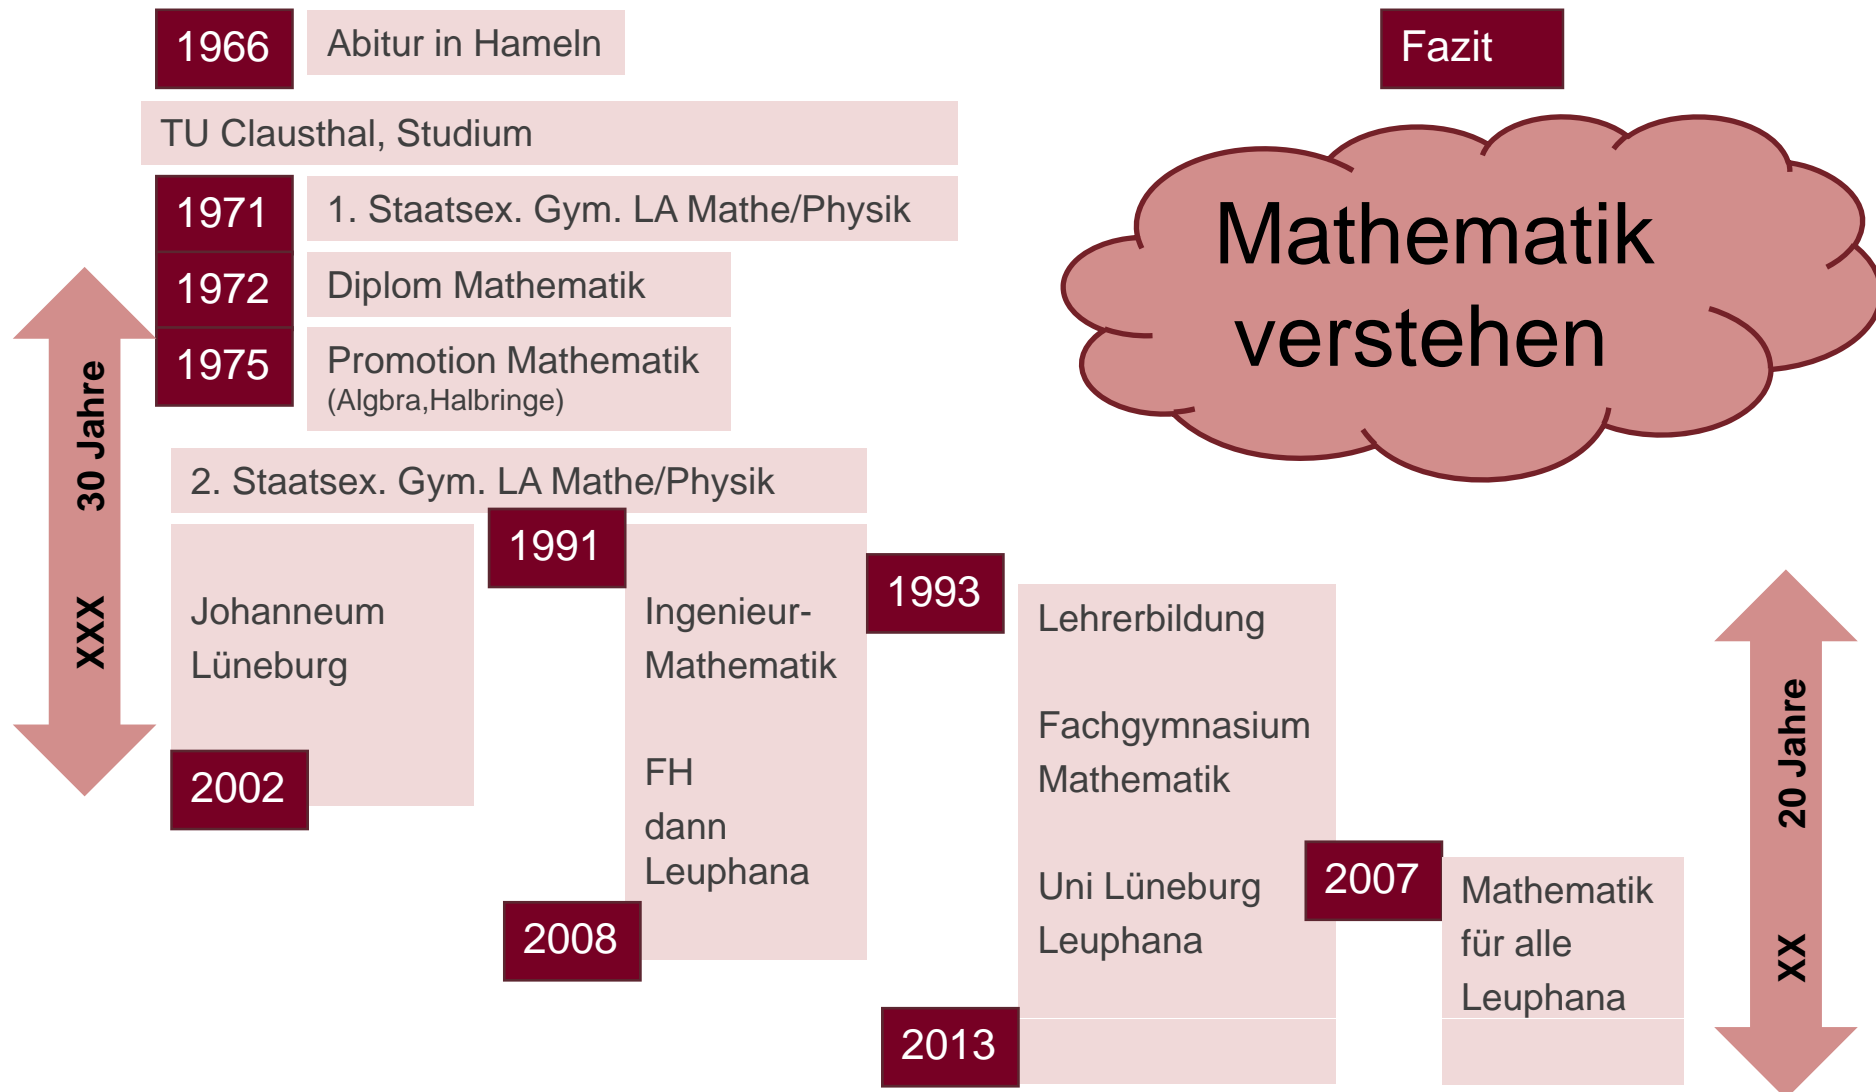 1966
Abitur in Hameln
Fazit
TU Clausthal, Studium
Mathematik
verstehen
1971
1. Staatsex. Gym. LA Mathe/Physik
1972
Diplom Mathematik
1975
Promotion Mathematik
(Algbra,Halbringe)
XXX 30 Jahre
2. Staatsex. Gym. LA Mathe/Physik
Johanneum
Lüneburg
2002
1991
Ingenieur-
Mathematik
FH
dann
Leuphana
2008
1993
Lehrerbildung
Fachgymnasium
Mathematik
Uni Lüneburg
Leuphana
2013
2007
Mathematik
für alle
Leuphana
XX 20 Jahre